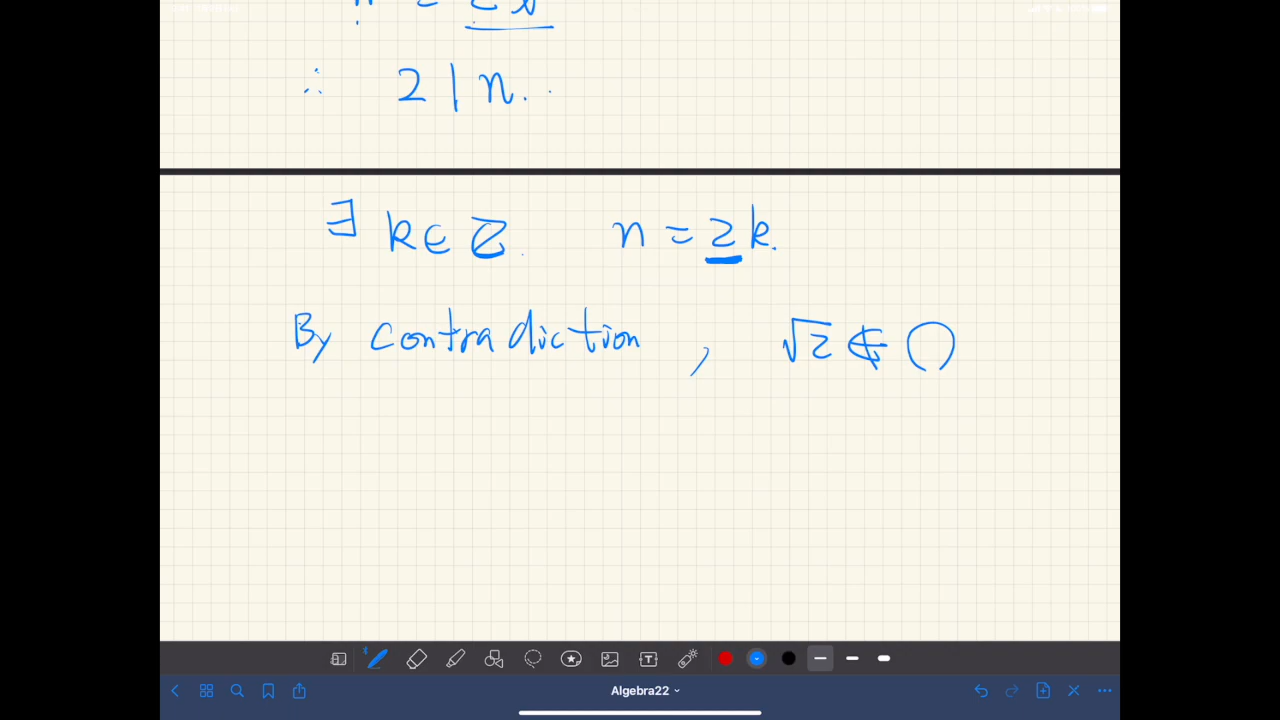 ∴ 2 | n.
∃ k ∈ ℤ. n = 2k.
By contradiction, √2 ∉
Algebra22